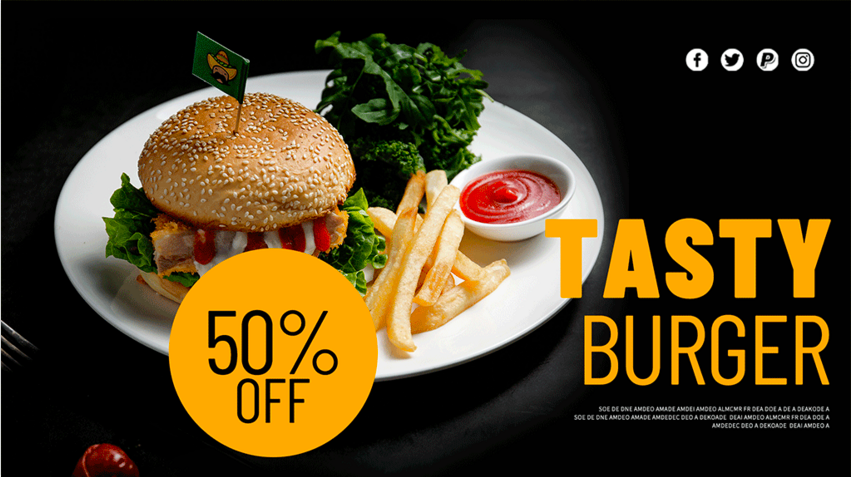 TASTY
BURGER
50%
OFF
SOE DE DNE AMDEO AMADE AMDEI AMDEO ALMCMR FR DEA DOE A DE A DEAKODE A
SOE DE DNE AMDEO AMADE AMDEDEC DEO A DEKOADE DEAI AMDEO ALMCMR FR DEA DOE A
AMDEDEC DEO A DEKOADE DEAI AMDEO A